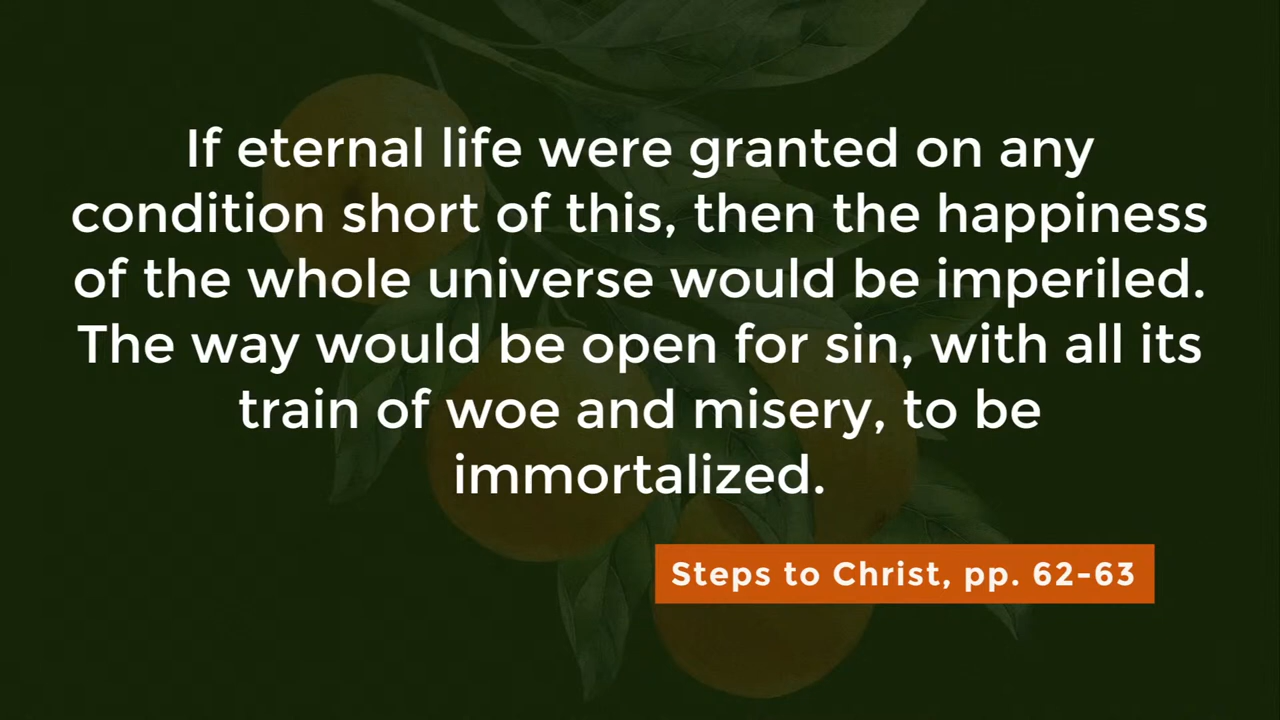 If eternal life were granted on any
condition short of this, then the happiness
of the whole universe would be imperiled.
The way would be open for sin, with all its
train of woe and misery, to be
immortalized.
Steps to Christ, pp. 62-63